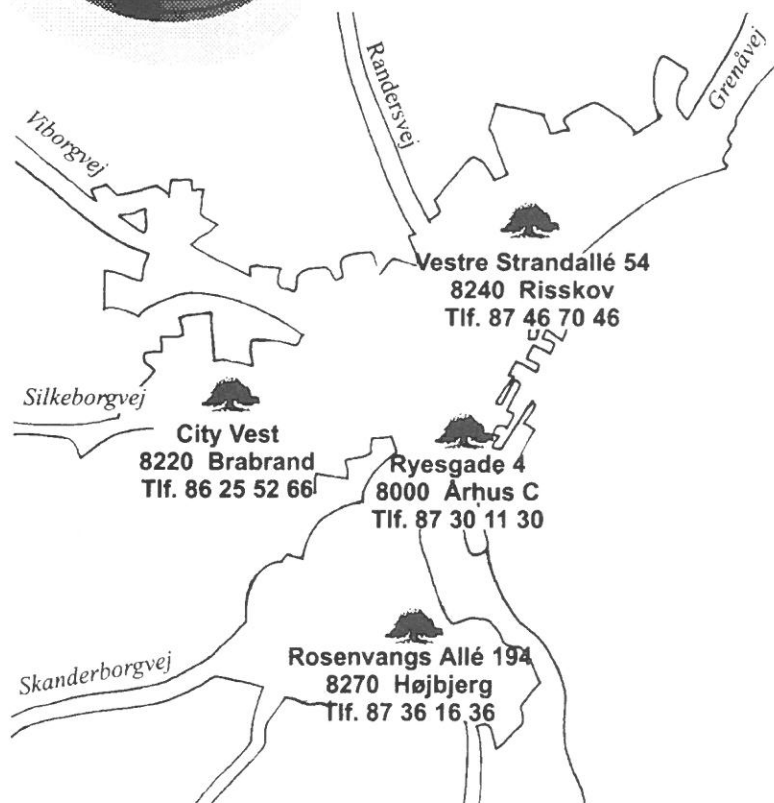 Randersvej
Grenåvej
Viborgvej
Vestre Strandallé 54
8240 Risskov
Tlf. 87 46 70 46
Silkeborgvej
City Vest
8220 Brabrand
Tlf. 86 25 52 66
Ryesgade 4
8000 Århus C
Tlf. 87 30 11 30
Rosenvangs Allé 194
8270 Højbjerg
Tlf. 87 36 16 36
Skanderborgvej